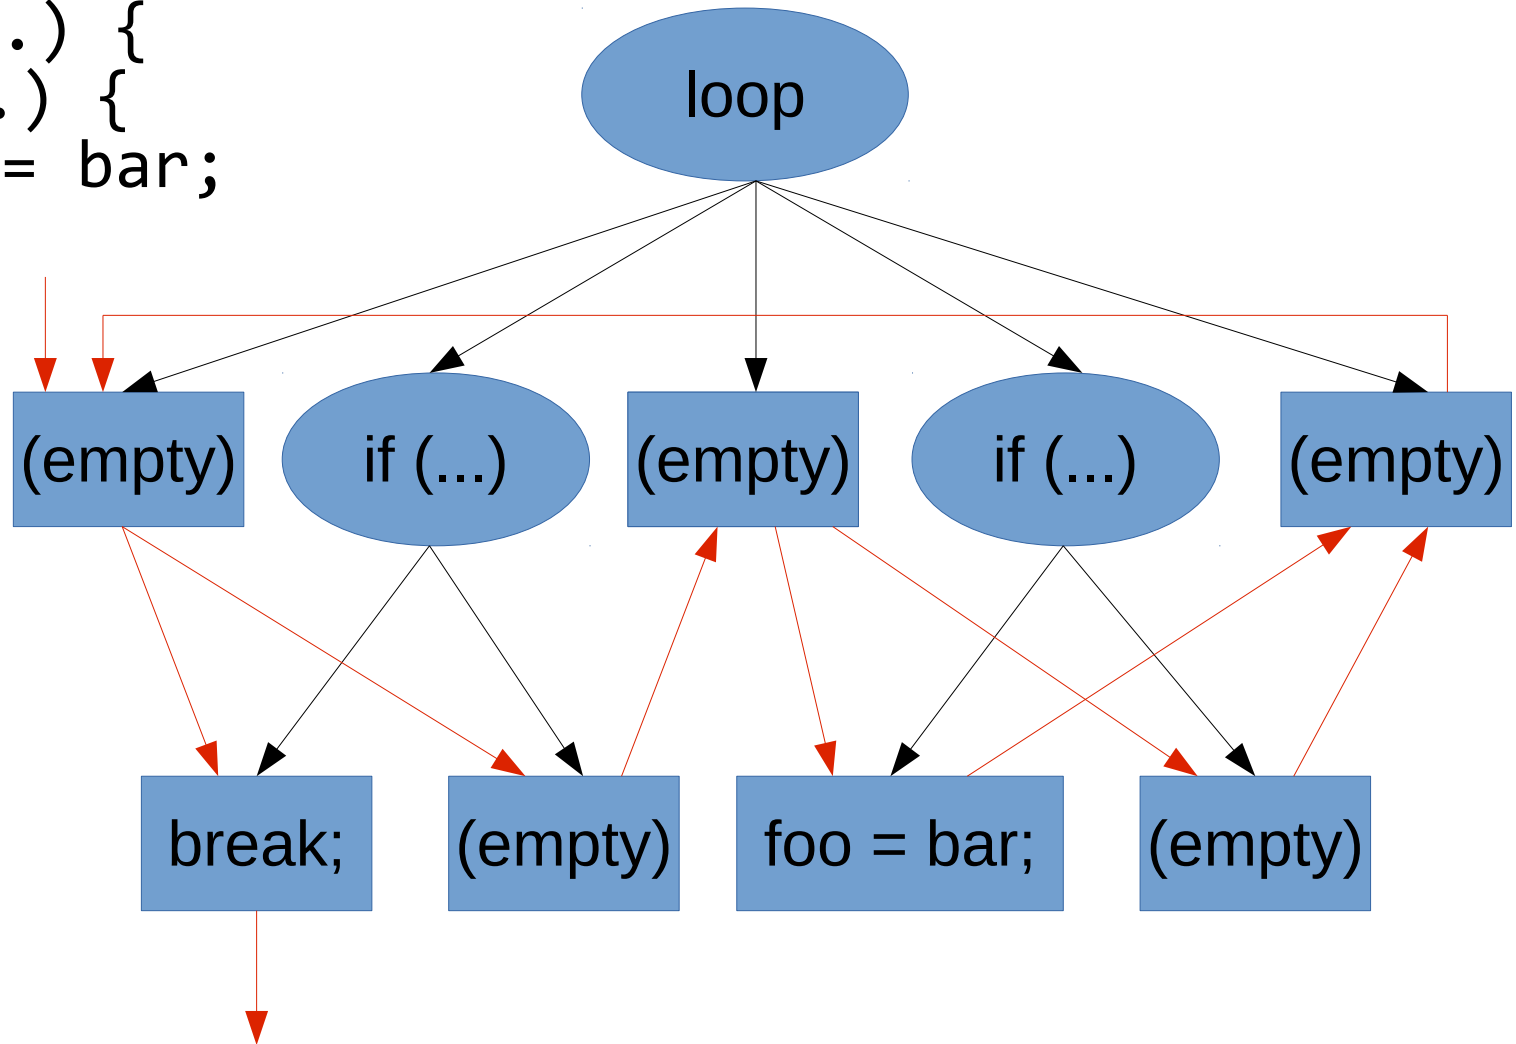 .) {
.) {
= bar;
loop
(empty)
if (...)
(empty)
if (...)
(empty)
break;
(empty)
foo = bar;
(empty)